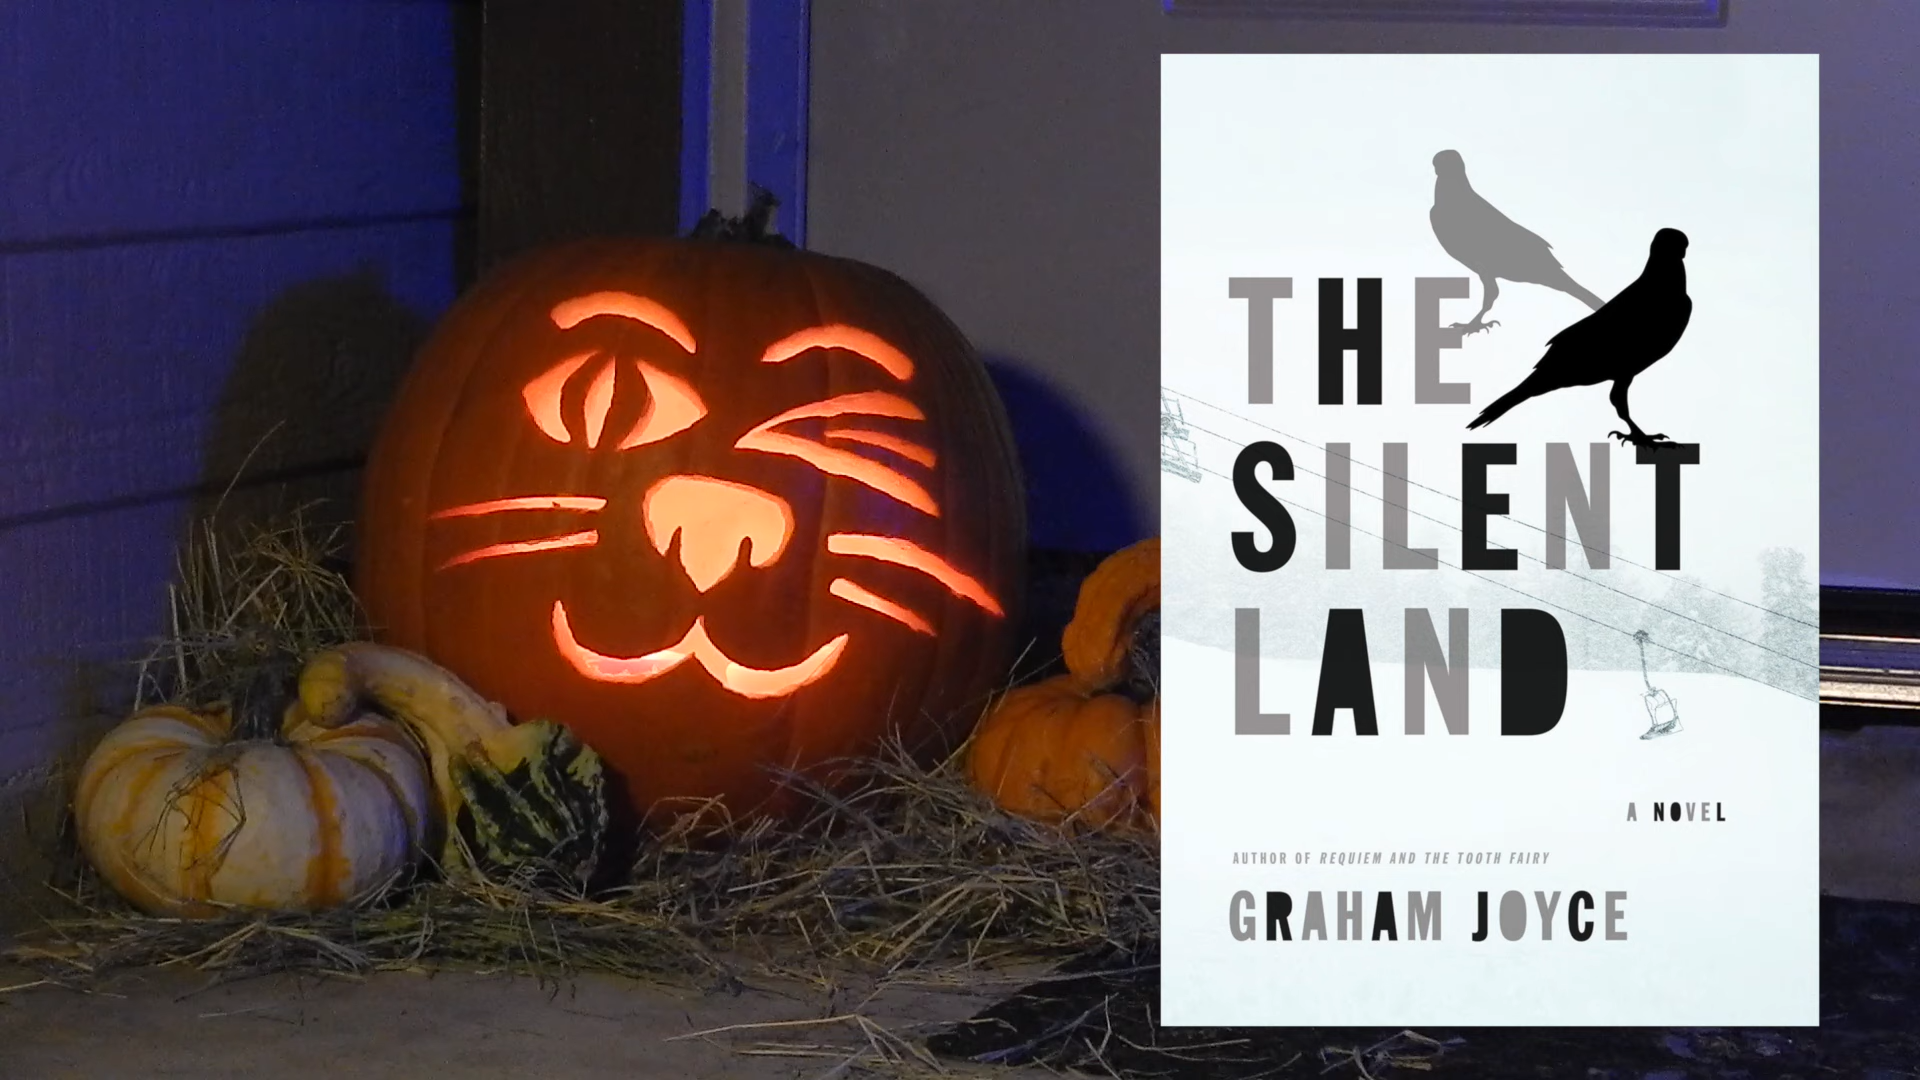 THE
SILENT
LAND
A NOVEL
AUTHOR OF REQUIEM AND THE TOOTH FAIRY
GRAHAM JOYCE